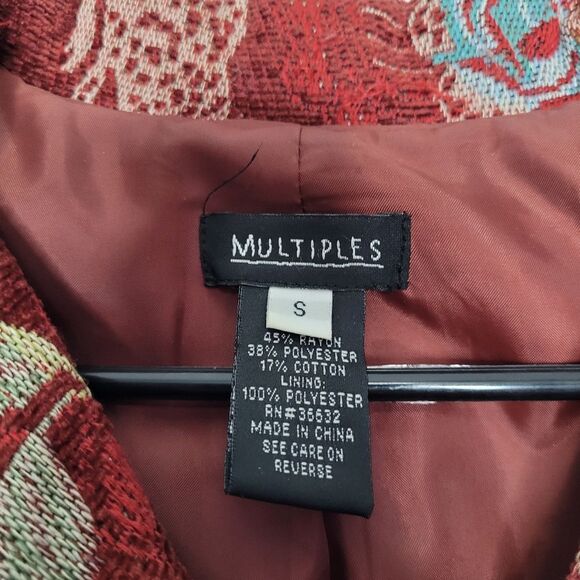 MULTIPLES
S
45% RAYON
38% POLYESTER
17% COTTON
LINING:
100% POLYESTER
RN#36632
MADE IN CHINA
SEE CARE ON
REVERSE